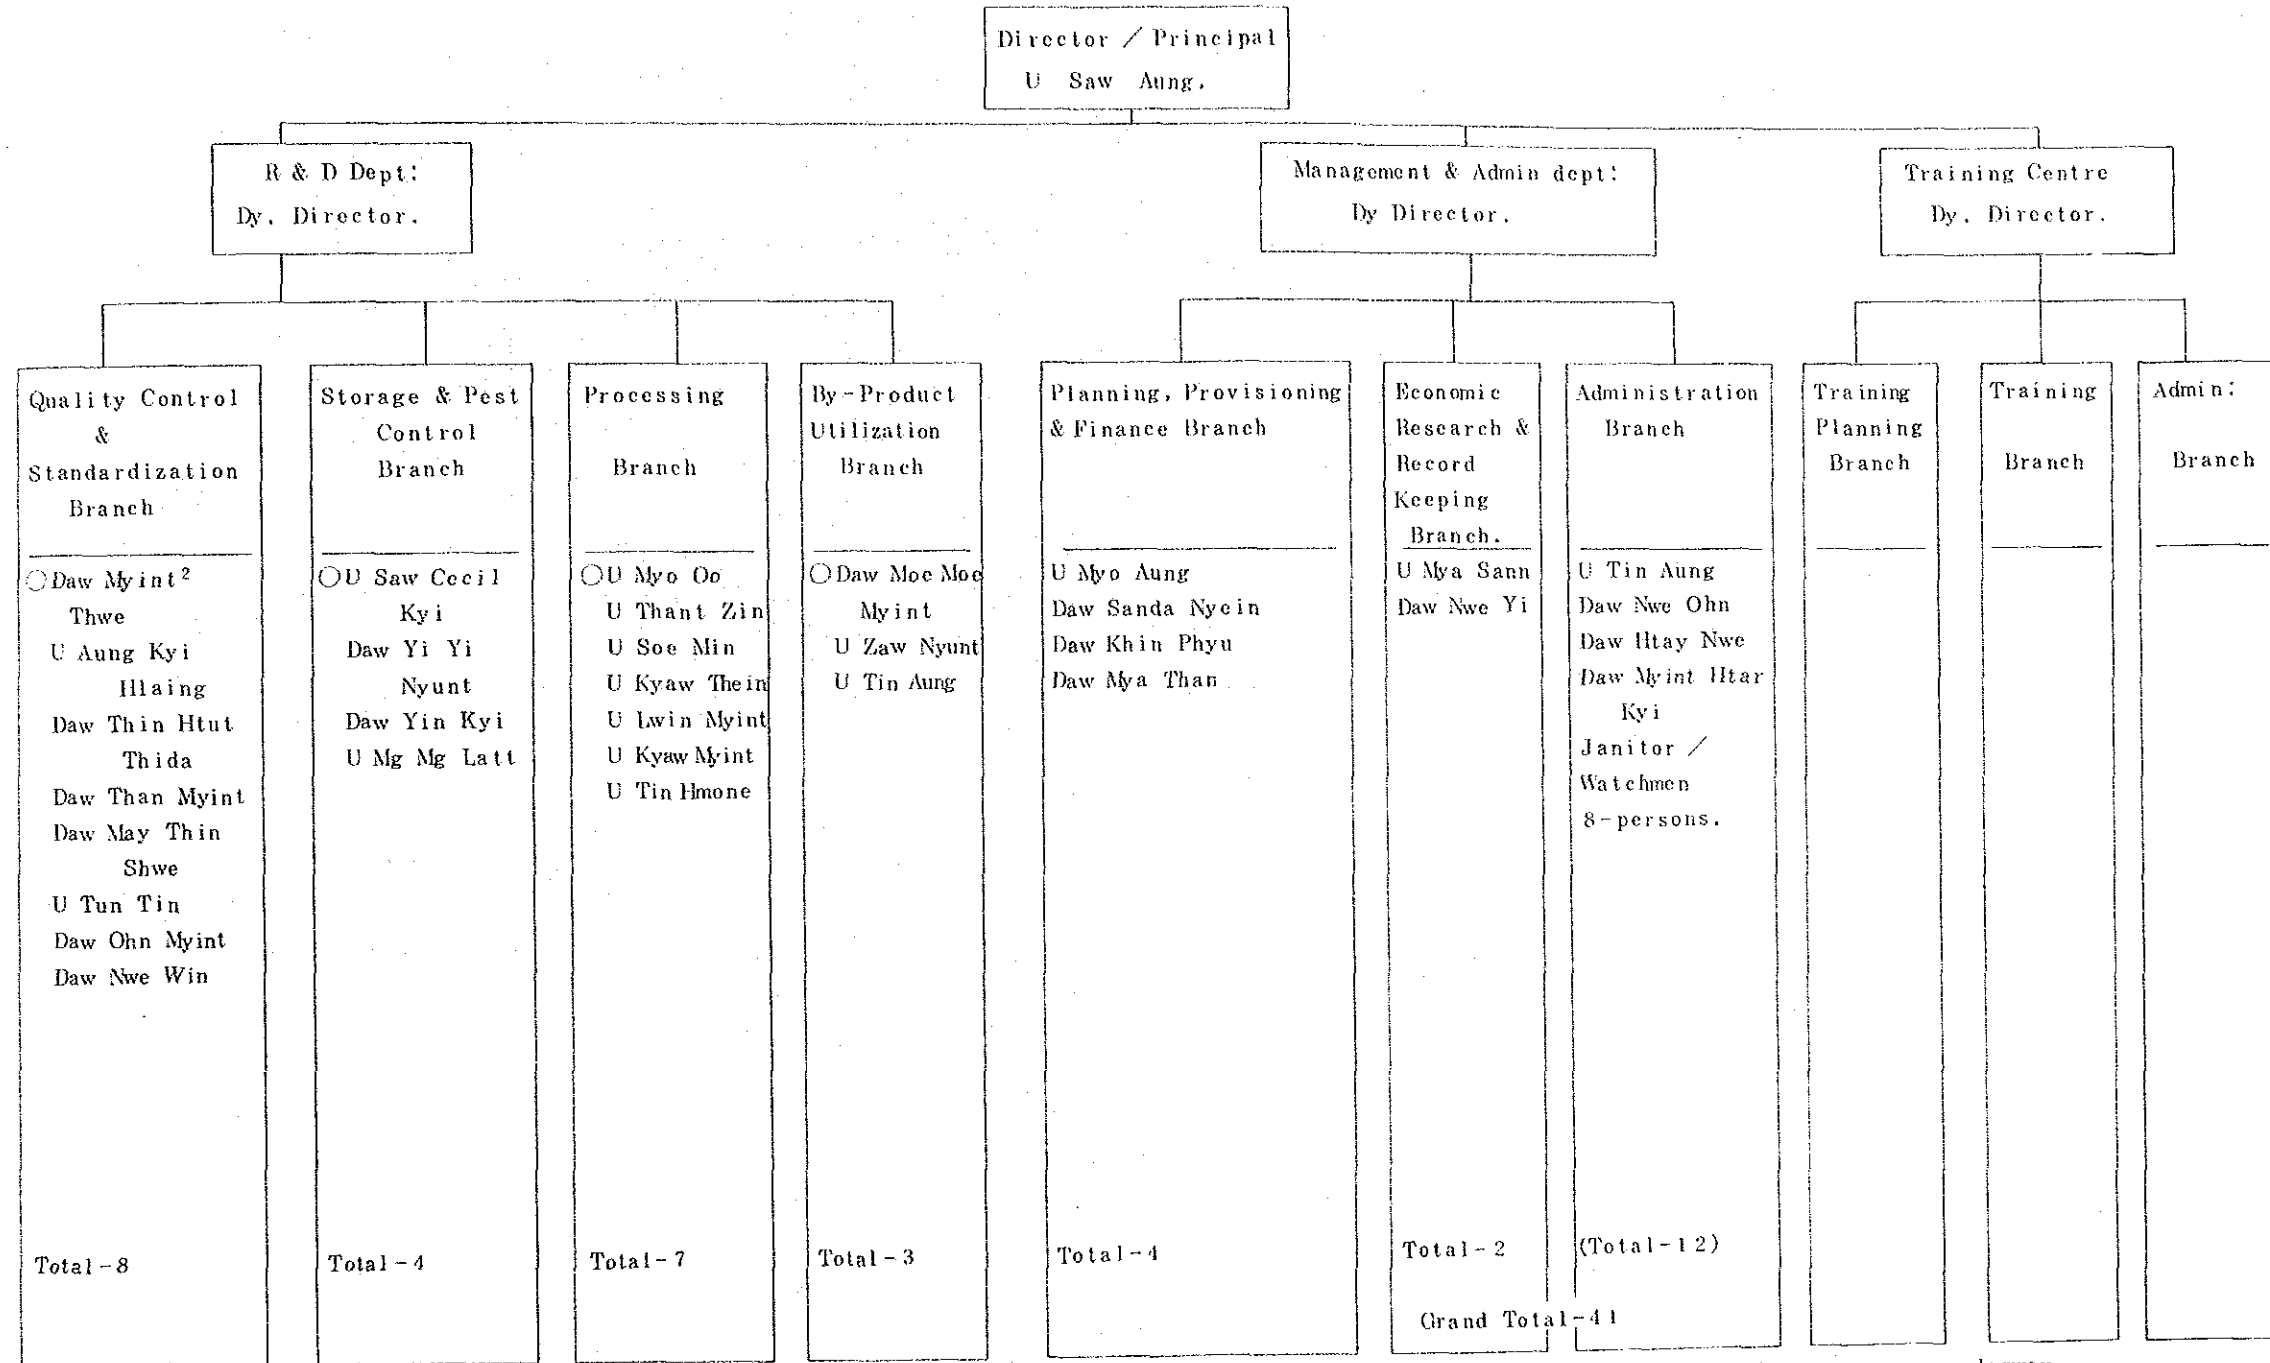 Director / Principal
U Saw Aung.
R & D Dept:
Dy. Director.
Management & Admin dept:
Dy Director.
Training Centre
Dy. Director.
Quality Control
&
Standardization
Branch
○Daw Myint²
Thwe
U Aung Kyi
Hlaing
Daw Thin Htut
Thida
Daw Than Myint
Daw May Thin
Shwe
U Tun Tin
Daw Ohn Myint
Daw Nwe Win
Total-8
Storage & Pest
Control
Branch
○U Saw Cecil
Kyi
Daw Yi Yi
Nyunt
Daw Yin Kyi
U Mg Mg Latt
Total-4
Processing
Branch
○U Myo Oo
U Thant Zin
U Soe Min
U Kyaw Thein
U Lwin Myint
U Kyaw Myint
U Tin Hmone
Total-7
By-Product
Utilization
Branch
○Daw Moe Moe
Myint
U Zaw Nyunt
U Tin Aung
Total-3
Planning, Provisioning
& Finance Branch
U Myo Aung
Daw Sanda Nyein
Daw Khin Phyu
Daw Mya Than
Total-4
Economic
Research &
Record
Keeping
Branch.
U Mya Sann
Daw Nwe Yi
Total-2
Administration
Branch
U Tin Aung
Daw Nwe Ohn
Daw Htay Nwe
Daw Myint Htar
Kyi
Janitor /
Watchmen
8-persons.
(Total-12)
Training
Planning
Branch
Training
Branch
Admin:
Branch
Grand Total-41